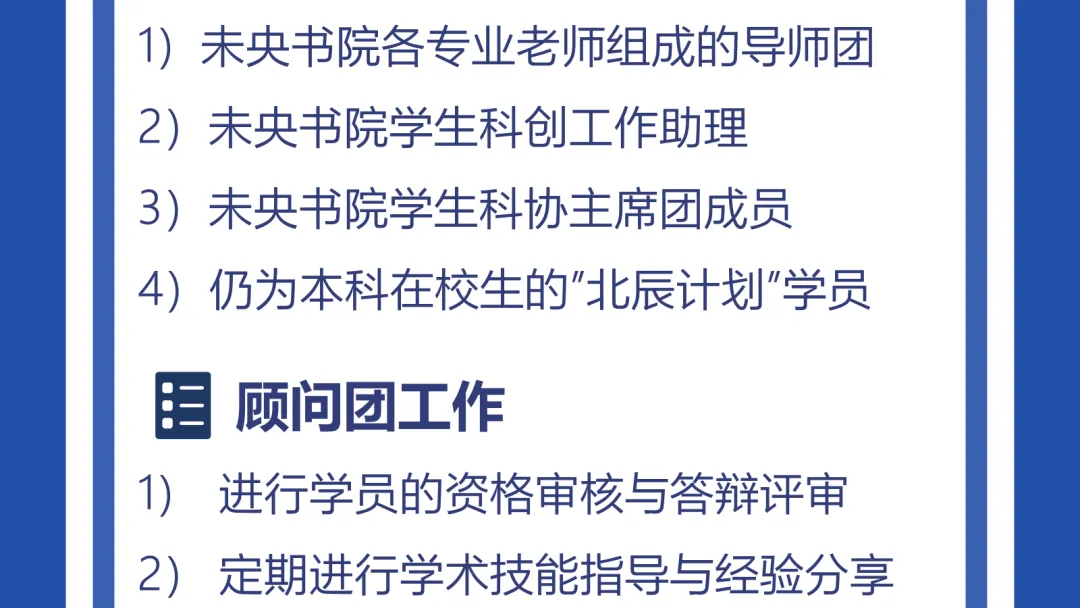 1）未央书院各专业老师组成的导师团
2）未央书院学生科创工作助理
3）未央书院学生科协主席团成员
4）仍为本科在校生的"北辰计划"学员
顾问团工作
1） 进行学员的资格审核与答辩评审
2） 定期进行学术技能指导与经验分享